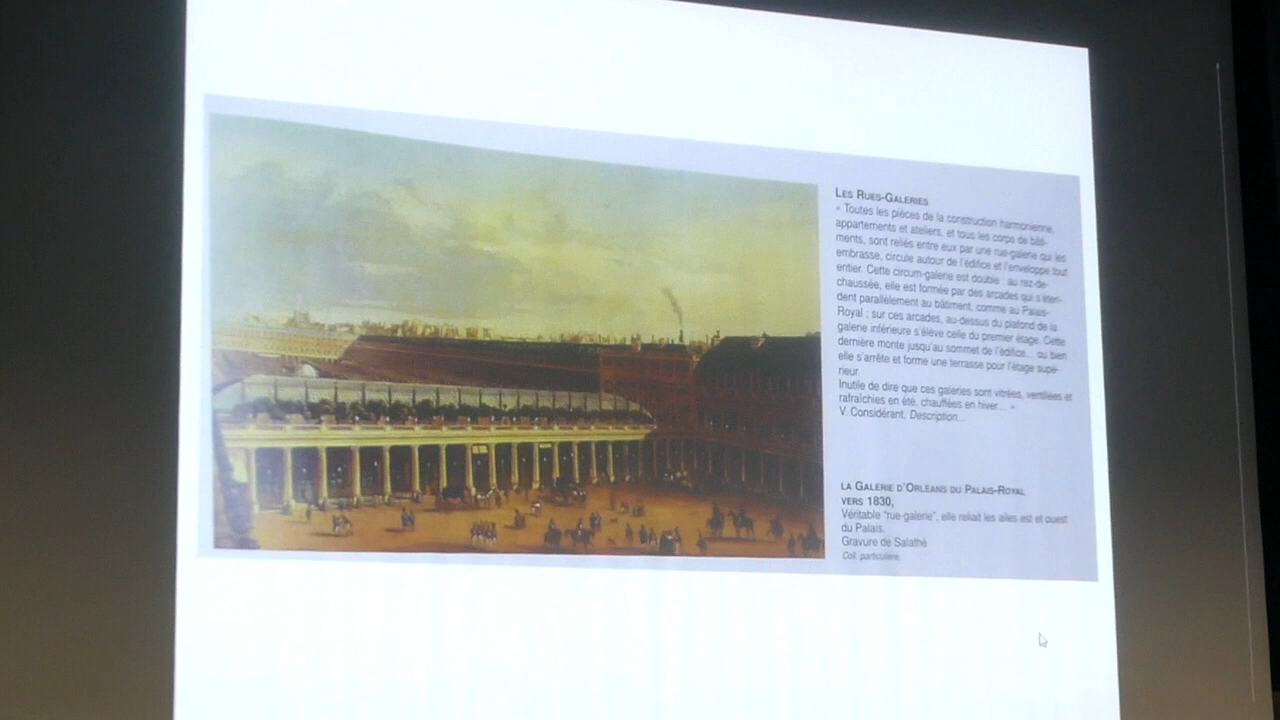 LES RUES-GALERIES
« Toutes les pièces de la construction harmonienne,
appartements et ateliers, et tous les corps de bâti-
ments, sont reliés entre eux par une rue-galerie qui les
embrasse, circule autour de l'édifice et l'enveloppe tout
entier. Cette circum-galerie est double : au rez-de-
chaussée, elle est formée par des arcades qui s'éten-
dent parallèlement au bâtiment, comme au Palais-
Royal ; sur ces arcades, au-dessus du plafond de la
galerie inférieure s'élève celle du premier étage. Cette
dernière monte jusqu'au sommet de l'édifice... ou bien
elle s'arrête et forme une terrasse pour l'étage supé-
rieur.
Inutile de dire que ces galeries sont vitrées, ventilées et
rafraîchies en été, chauffées en hiver... »
V. Considérant, Description...
LA GALERIE D'ORLEANS DU PALAIS-ROYAL
VERS 1830,
Véritable "rue-galerie", elle reliait les ailes est et ouest
du Palais.
Gravure de Salathé
Coll. particulière.